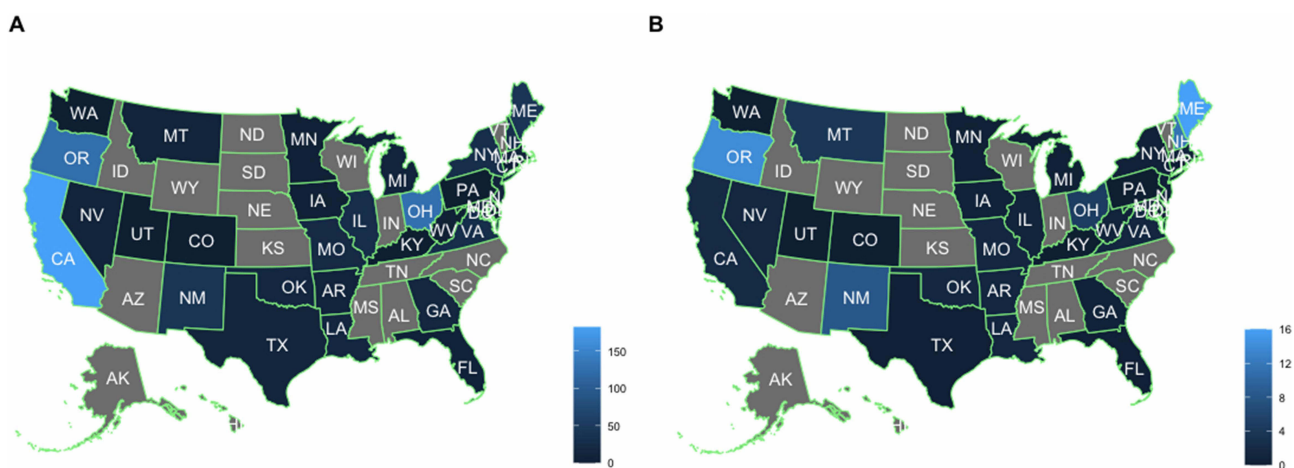 A
WA
MT
ND
MN
ME
OR
ID
SD
WI
NH
NY
WY
MI
IA
NE
PA
NV
IL
IN
OH
UT
CO
WV
VA
KS
MO
KY
CA
NC
TN
AZ
NM
OK
AR
SC
MS
AL
GA
TX
LA
FL
AK
150
100
50
0
B
WA
MT
ND
MN
ME
VT
OR
ID
SD
WI
NH
NY
MA
WY
MI
IA
NE
PA
NV
IL
IN
OH
UT
CO
WV
VA
KS
MO
KY
CA
NC
TN
AZ
NM
OK
AR
SC
MS
AL
GA
TX
LA
FL
AK
16
12
8
4
0